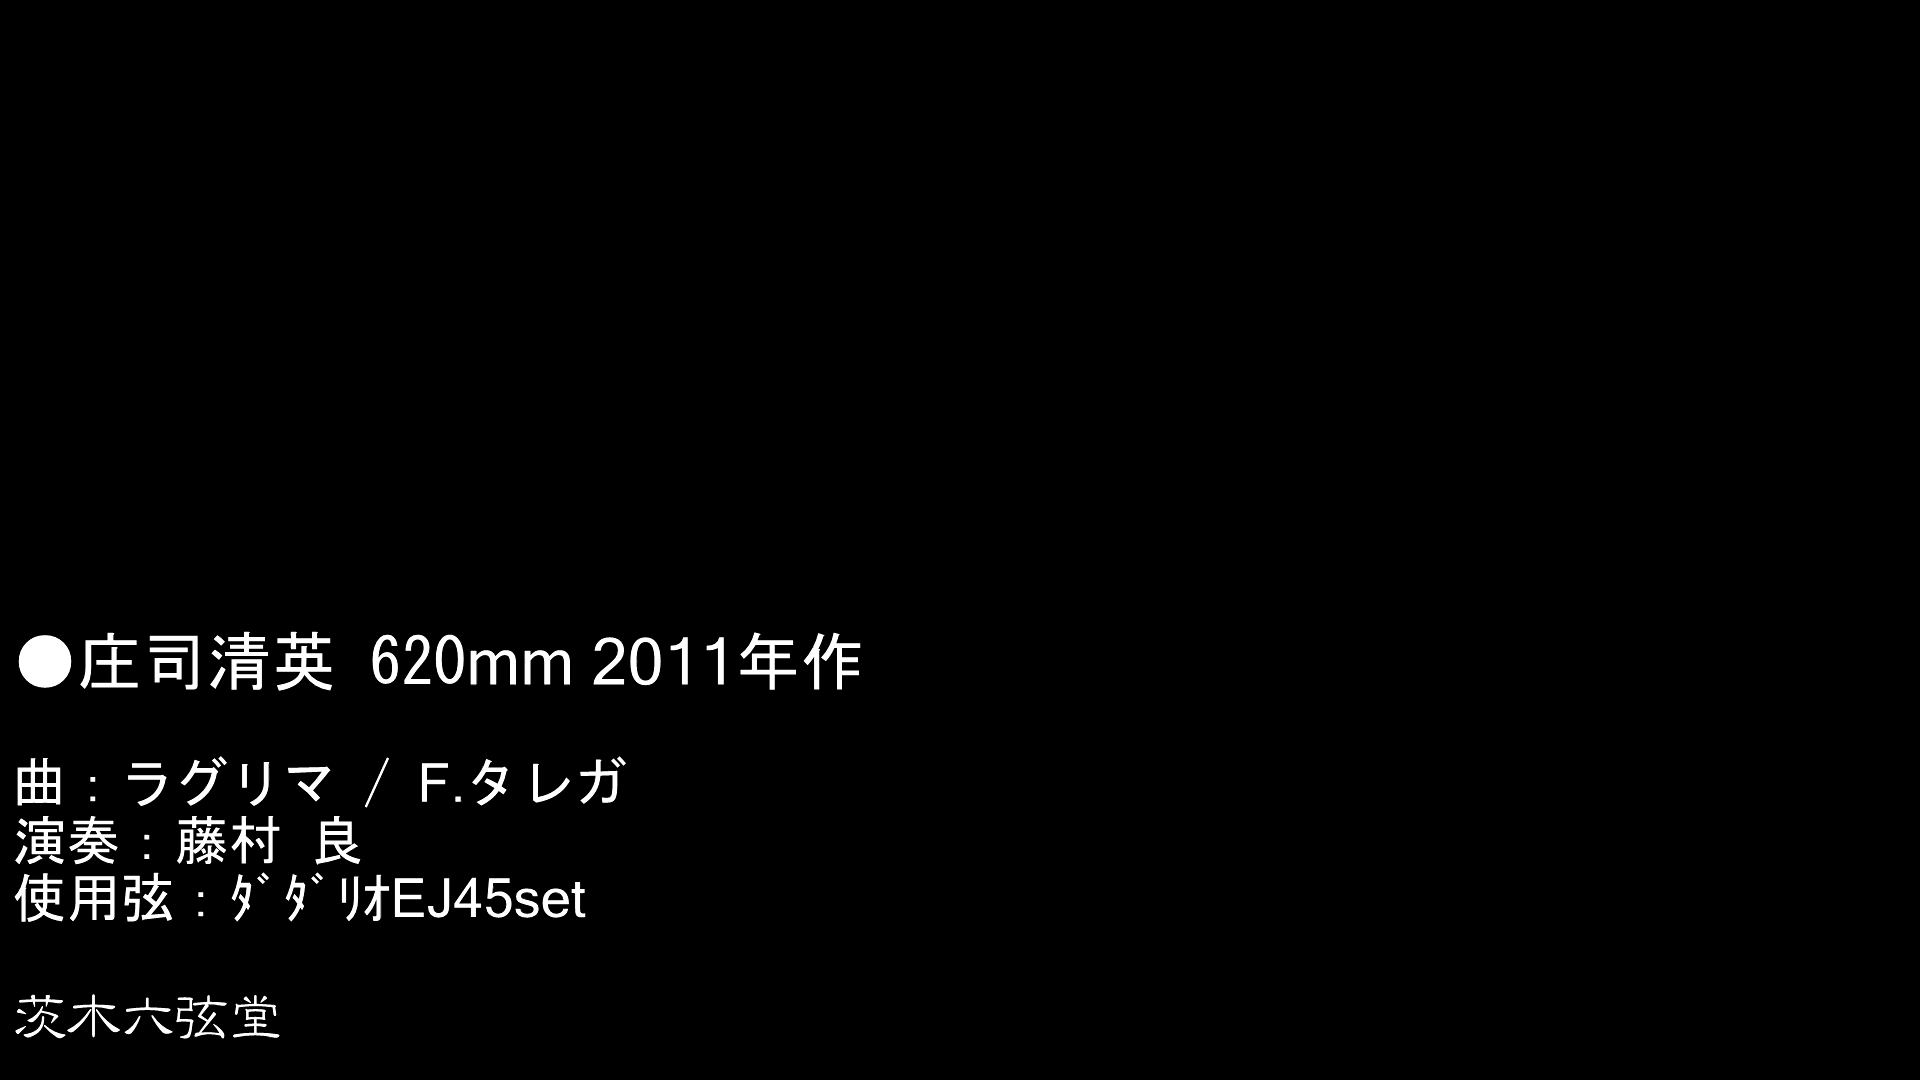 ●庄司清英 620mm 2011年作
曲：ラグリマ / F.タレガ
演奏：藤村 良
使用弦：ﾀﾞﾀﾞﾘｵEJ45set
茨木六弦堂